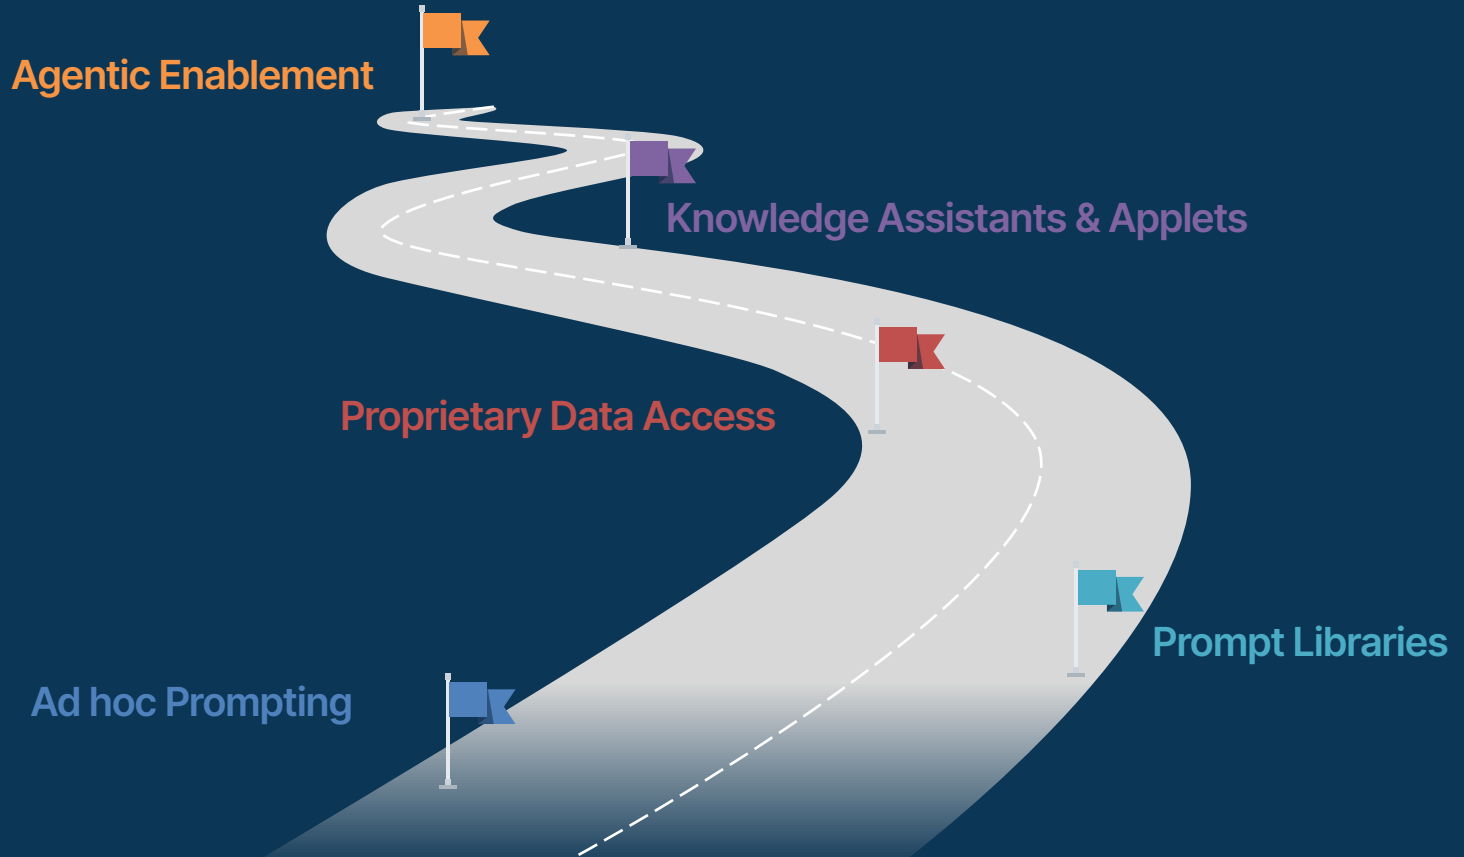 Agentic Enablement
Knowledge Assistants & Applets
Proprietary Data Access
Prompt Libraries
Ad hoc Prompting